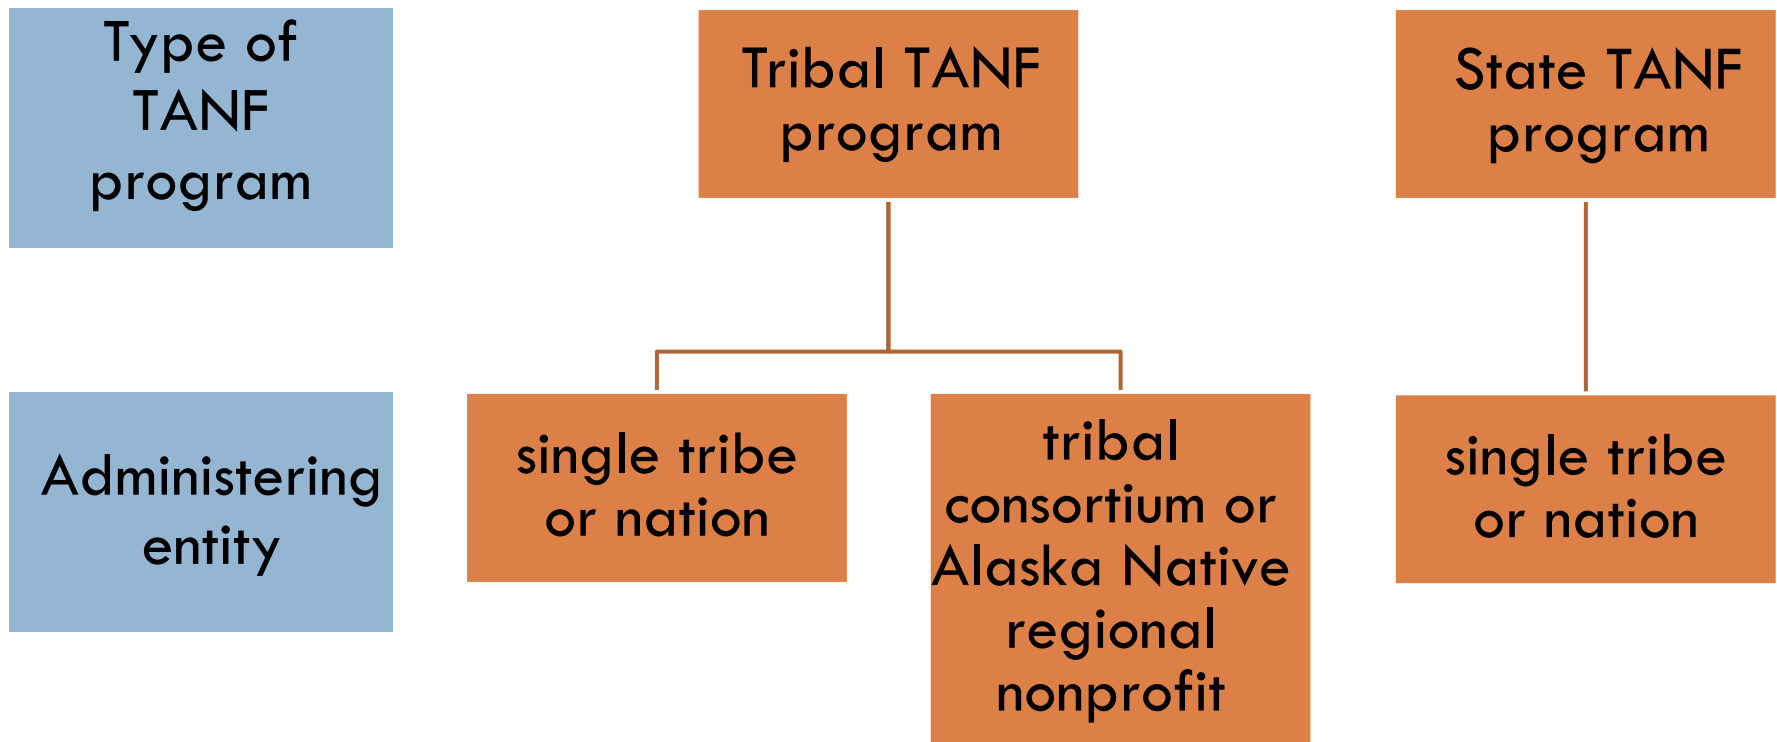 Type of
TANF
program
Tribal TANF
program
State TANF
program
Administering
entity
single tribe
or nation
tribal
consortium or
Alaska Native
regional
nonprofit
single tribe
or nation